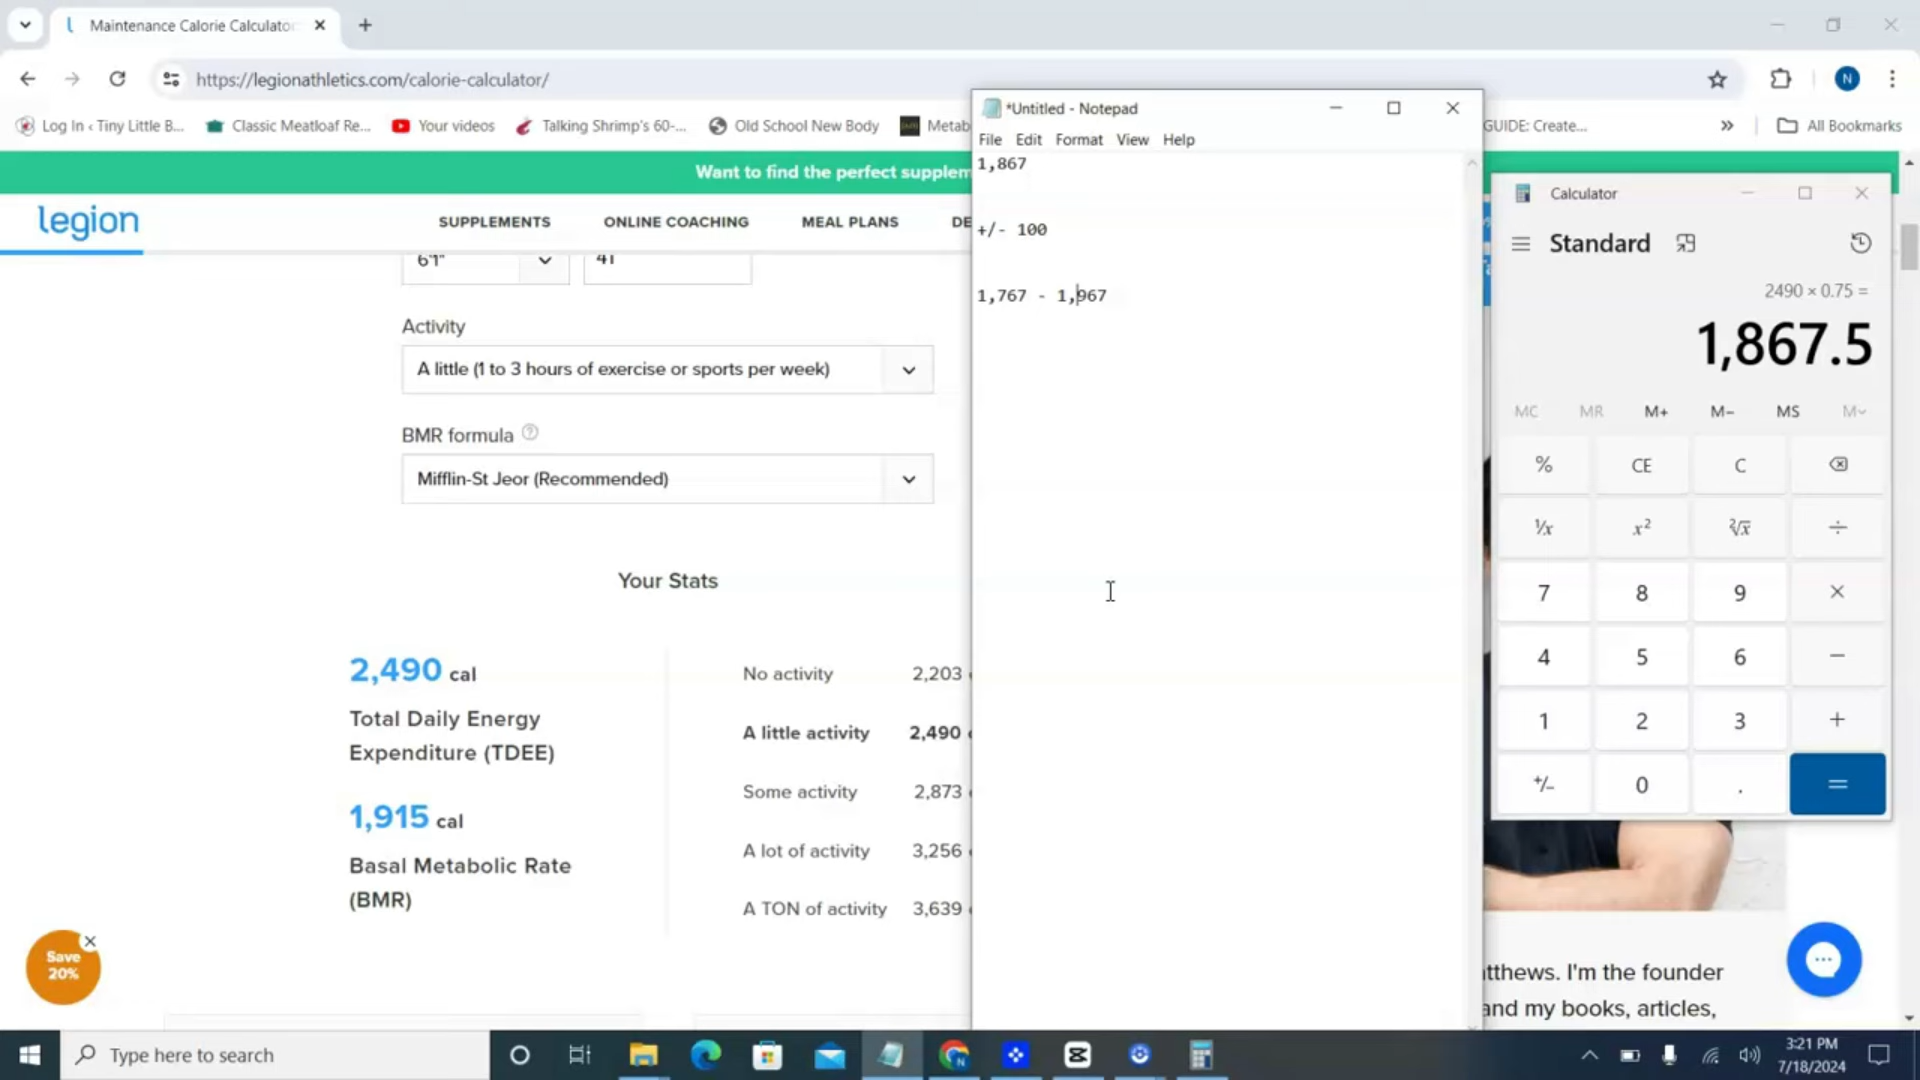 Maintenance Calorie Calculator
https://legionathletics.com/calorie-calculator/
Log In ‹ Tiny Little B...
Classic Meatloaf Re...
Your videos
Talking Shrimp's 60-...
Old School New Body
Metab
GUIDE: Create...
»
All Bookmarks
N
Want to find the perfect supplem
legion
SUPPLEMENTS
ONLINE COACHING
MEAL PLANS
DE
6'1"
41
Activity
A little (1 to 3 hours of exercise or sports per week)
BMR formula ?
Mifflin-St Jeor (Recommended)
Your Stats
2,490 cal
Total Daily Energy
Expenditure (TDEE)
1,915 cal
Basal Metabolic Rate
(BMR)
No activity 2,203
A little activity 2,490
Some activity 2,873
A lot of activity 3,256
A TON of activity 3,639
Save
20%
*Untitled - Notepad
File Edit Format View Help
1,867
+/- 100
1,767 - 1,967
Calculator
Standard
2490 × 0.75 =
1,867.5
MC MR M+ M− MS M˅
% CE C
¹/x x² ²√x ÷
7 8 9 ×
4 5 6 −
1 2 3 +
+/− 0 . =
tthews. I'm the founder
and my books, articles,
Type here to search
3:21 PM
7/18/2024